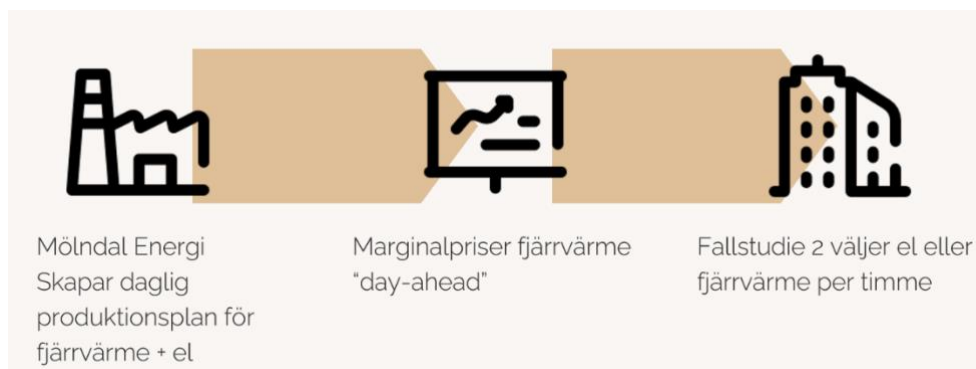 Mölndal Energi
Skapar daglig
produktionsplan för
fjärrvärme + el
Marginalpriser fjärrvärme
“day-ahead”
Fallstudie 2 väljer el eller
fjärrvärme per timme